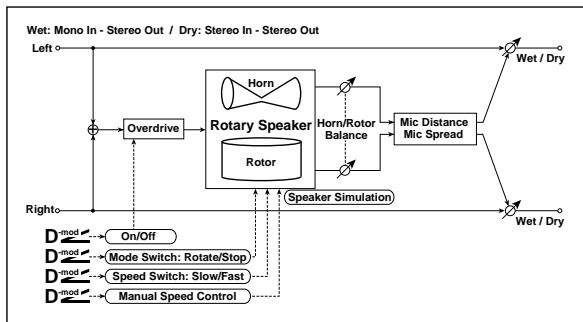 Wet: Mono In - Stereo Out / Dry: Stereo In - Stereo Out
Left
Wet / Dry
Horn
Rotary Speaker
Rotor
Overdrive
Horn/Rotor
Balance
Mic Distance
Mic Spread
Speaker Simulation
Right
Wet / Dry
D-mod On/Off
D-mod Mode Switch: Rotate/Stop
D-mod Speed Switch: Slow/Fast
D-mod Manual Speed Control